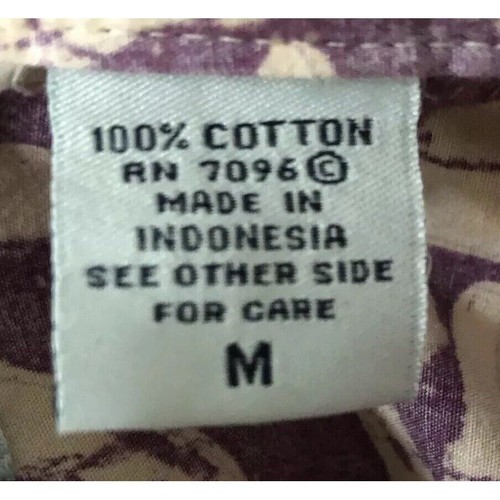 100% COTTON
RN 7096©
MADE IN
INDONESIA
SEE OTHER SIDE
FOR CARE
M